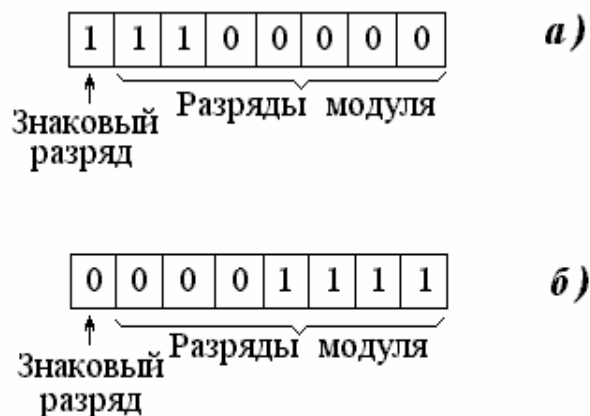 1 1 1 0 0 0 0 0 а)
Разряды модуля
Знаковый
разряд
0 0 0 0 1 1 1 1 б)
Разряды модуля
Знаковый
разряд